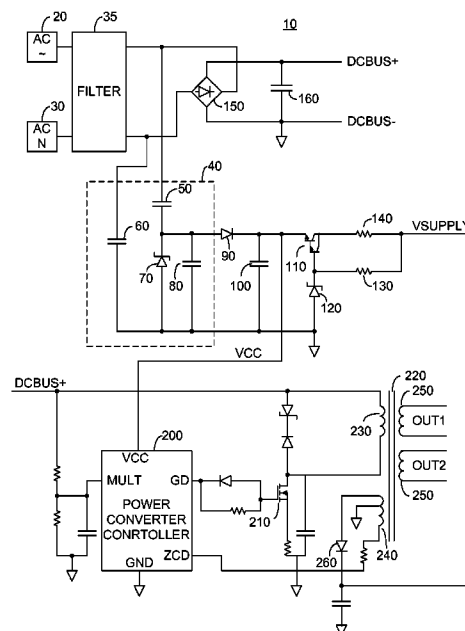 20
35
10
AC
~
FILTER
DCBUS+
150
160
30
AC
N
DCBUS-
40
50
60
90
140
VSUPPLY
110
70
80
100
130
120
VCC
DCBUS+
220
200
250
230
OUT1
VCC
MULT
GD
OUT2
POWER
CONVERTER
CONRTOLLER
210
250
ZCD
260
240
GND